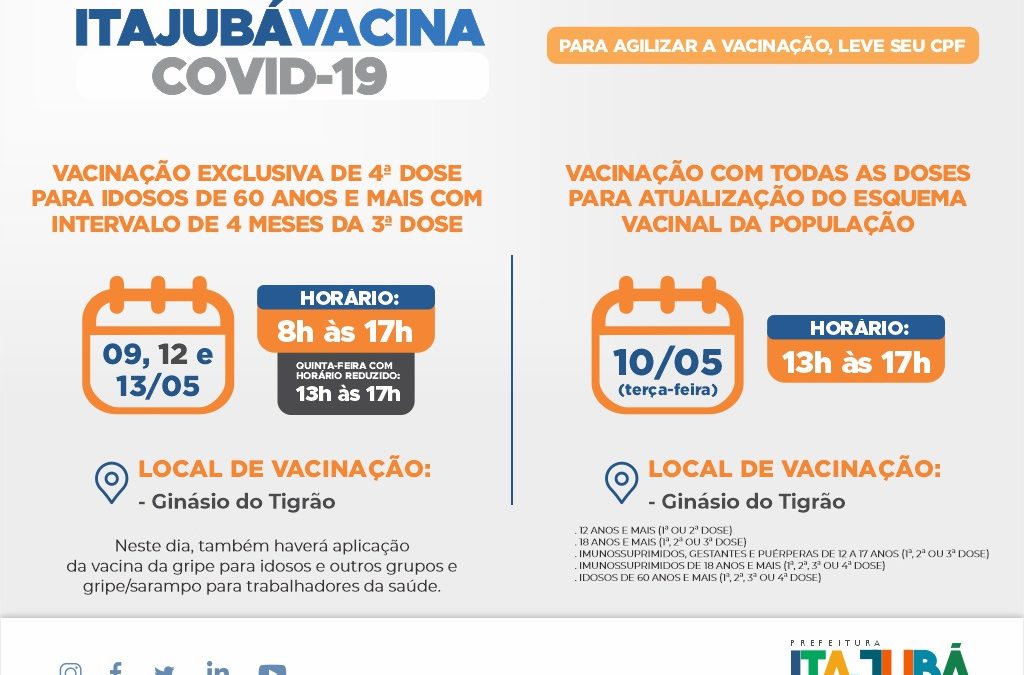 ITAJUBÁVACINA
COVID-19
PARA AGILIZAR A VACINAÇÃO, LEVE SEU CPF
VACINAÇÃO EXCLUSIVA DE 4ª DOSE
PARA IDOSOS DE 60 ANOS E MAIS COM
INTERVALO DE 4 MESES DA 3ª DOSE
09, 12 e
13/05
HORÁRIO:
8h às 17h
QUINTA-FEIRA COM
HORÁRIO REDUZIDO:
13h às 17h
LOCAL DE VACINAÇÃO:
- Ginásio do Tigrão
Neste dia, também haverá aplicação
da vacina da gripe para idosos e outros grupos e
gripe/sarampo para trabalhadores da saúde.
VACINAÇÃO COM TODAS AS DOSES
PARA ATUALIZAÇÃO DO ESQUEMA
VACINAL DA POPULAÇÃO
10/05
(terça-feira)
HORÁRIO:
13h às 17h
LOCAL DE VACINAÇÃO:
- Ginásio do Tigrão
. 12 ANOS E MAIS (1ª OU 2ª DOSE)
. 18 ANOS E MAIS (1ª, 2ª OU 3ª DOSE)
. IMUNOSSUPRIMIDOS, GESTANTES E PUÉRPERAS DE 12 A 17 ANOS (1ª, 2ª OU 3ª DOSE)
. IMUNOSSUPRIMIDOS DE 18 ANOS E MAIS (1ª, 2ª, 3ª OU 4ª DOSE)
. IDOSOS DE 60 ANOS E MAIS (1ª, 2ª, 3ª OU 4ª DOSE)
PREFEITURA
ITAJUBÁ